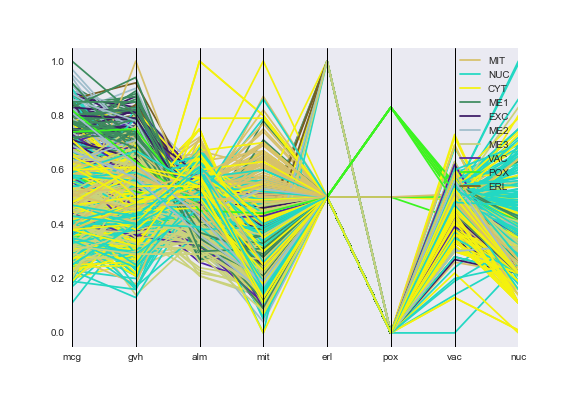 1.0
0.8
0.6
0.4
0.2
0.0
mcg gvh alm mit erl pox vac nuc
MIT
NUC
CYT
ME1
EXC
ME2
ME3
VAC
POX
ERL